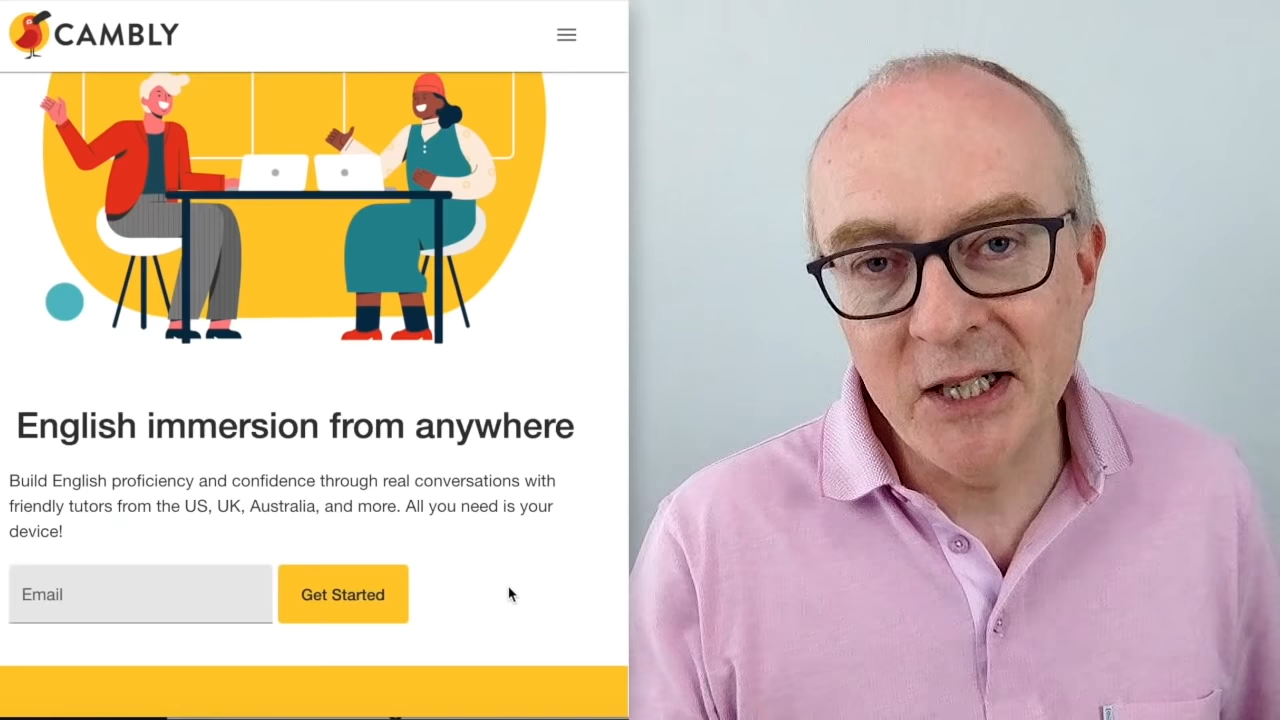 CAMBLY
English immersion from anywhere
Build English proficiency and confidence through real conversations with
friendly tutors from the US, UK, Australia, and more. All you need is your
device!
Email
Get Started